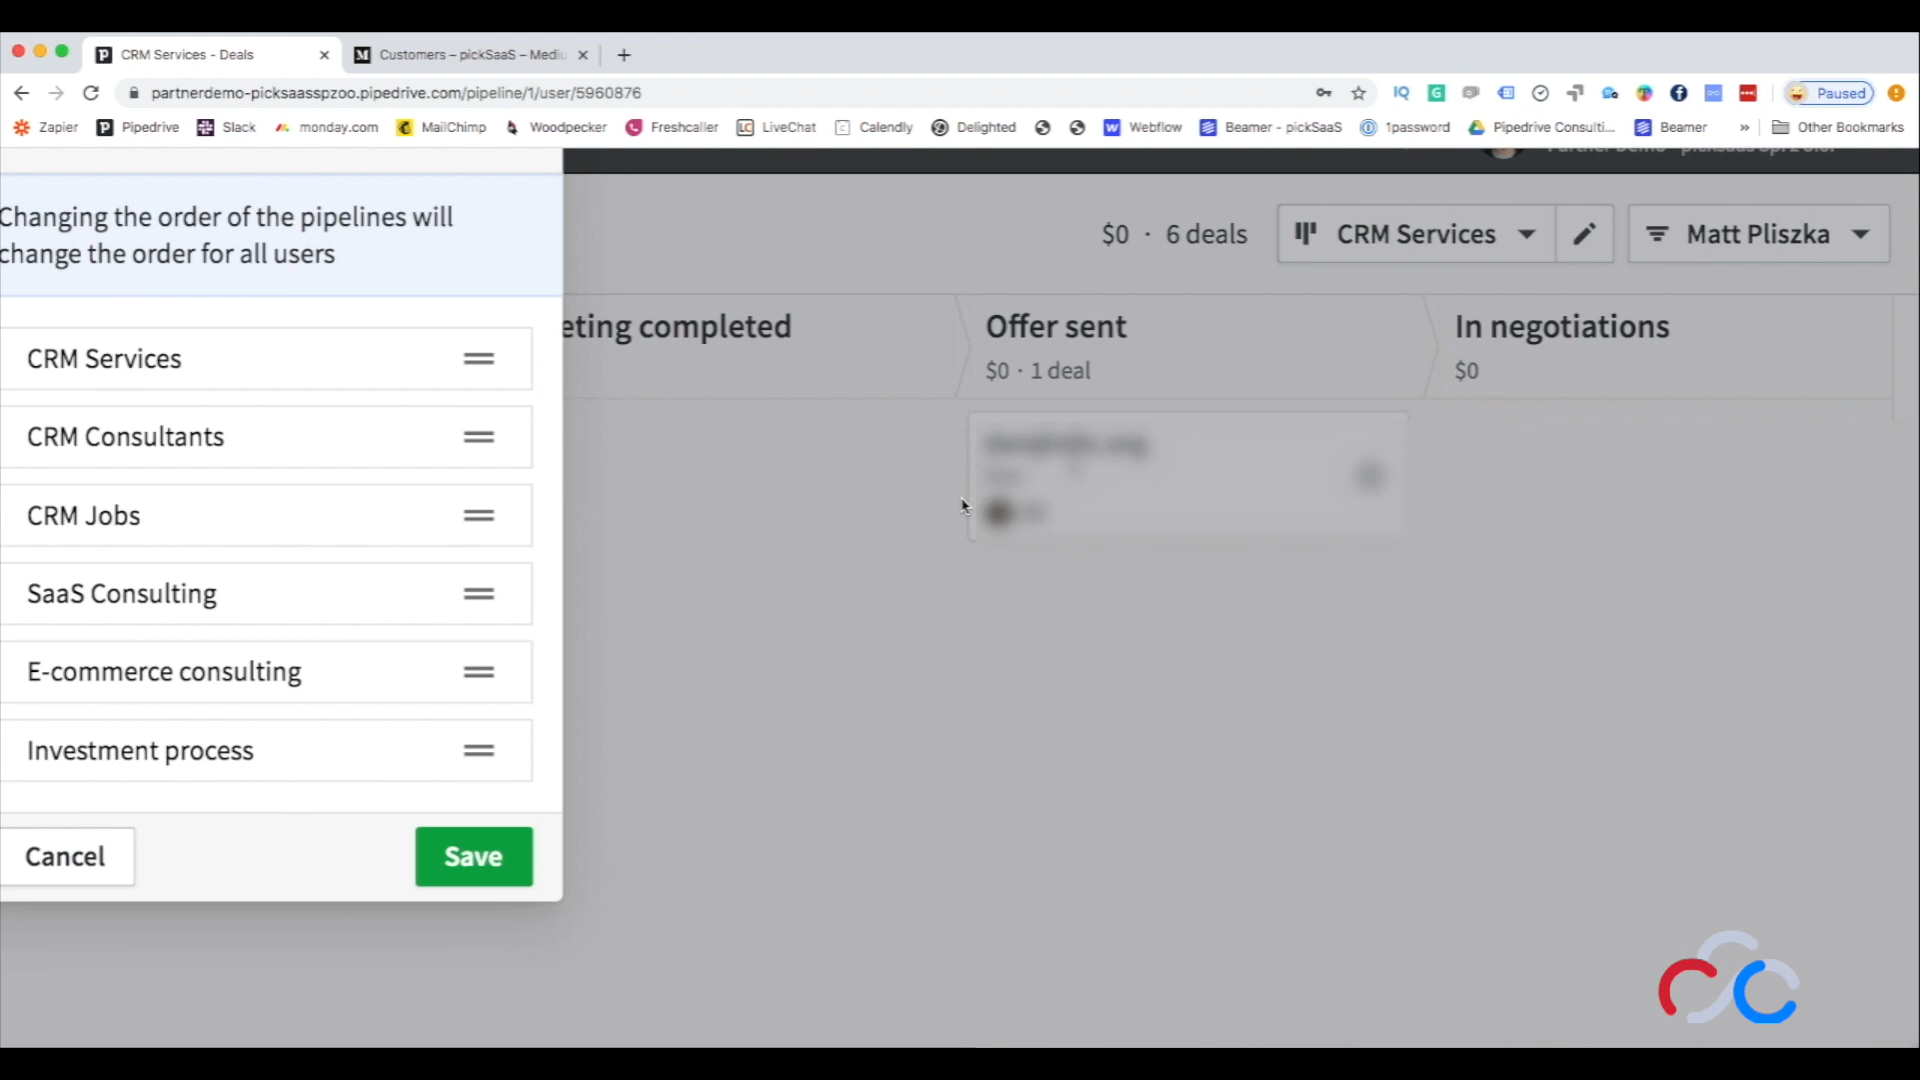 CRM Services - Deals
Customers – pickSaaS – Mediu
partnerdemo-picksaasspzoo.pipedrive.com/pipeline/1/user/5960876
IQ
Paused
Zapier
Pipedrive
Slack
monday.com
MailChimp
Woodpecker
Freshcaller
LiveChat
Calendly
Delighted
Webflow
Beamer - pickSaaS
1password
Pipedrive Consulti...
Beamer
»
Other Bookmarks
Changing the order of the pipelines will
change the order for all users
$0 · 6 deals
CRM Services
Matt Pliszka
eting completed
Offer sent
In negotiations
$0 · 1 deal
$0
CRM Services
CRM Consultants
CRM Jobs
SaaS Consulting
E-commerce consulting
Investment process
Cancel
Save